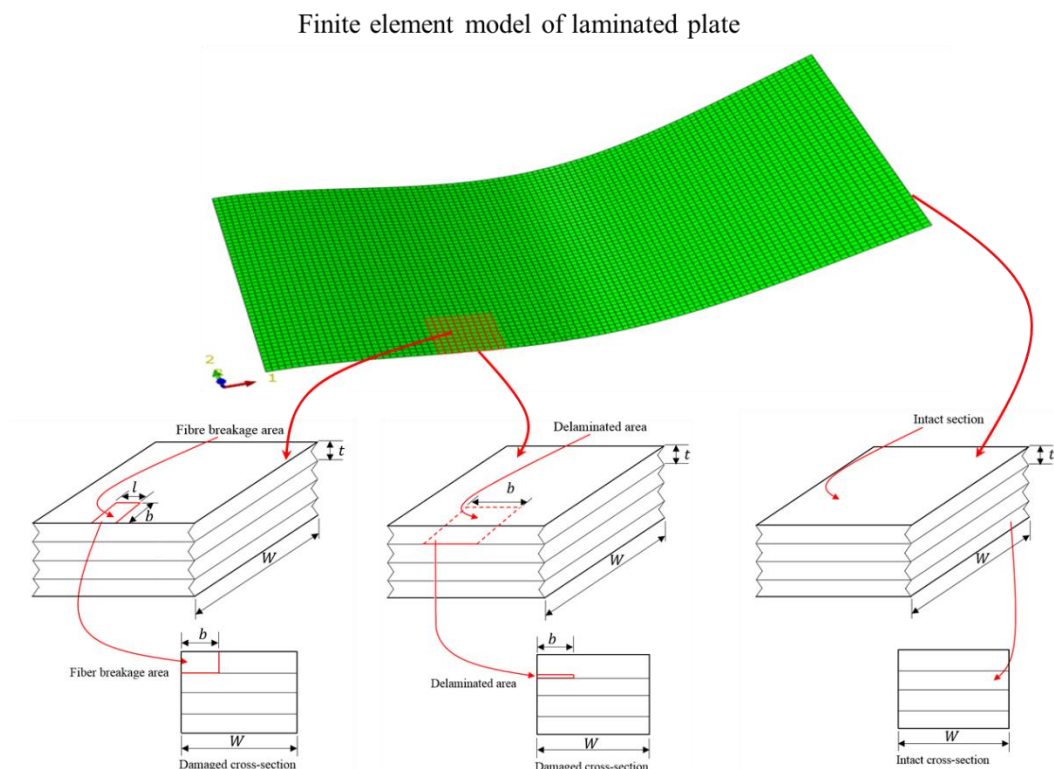 Finite element model of laminated plate
2
1
Fibre breakage area
l
b
t
W
b
Fiber breakage area
W
Damaged cross-section
Delaminated area
b
t
W
b
Delaminated area
W
Damaged cross-section
Intact section
t
W
W
Intact cross-section